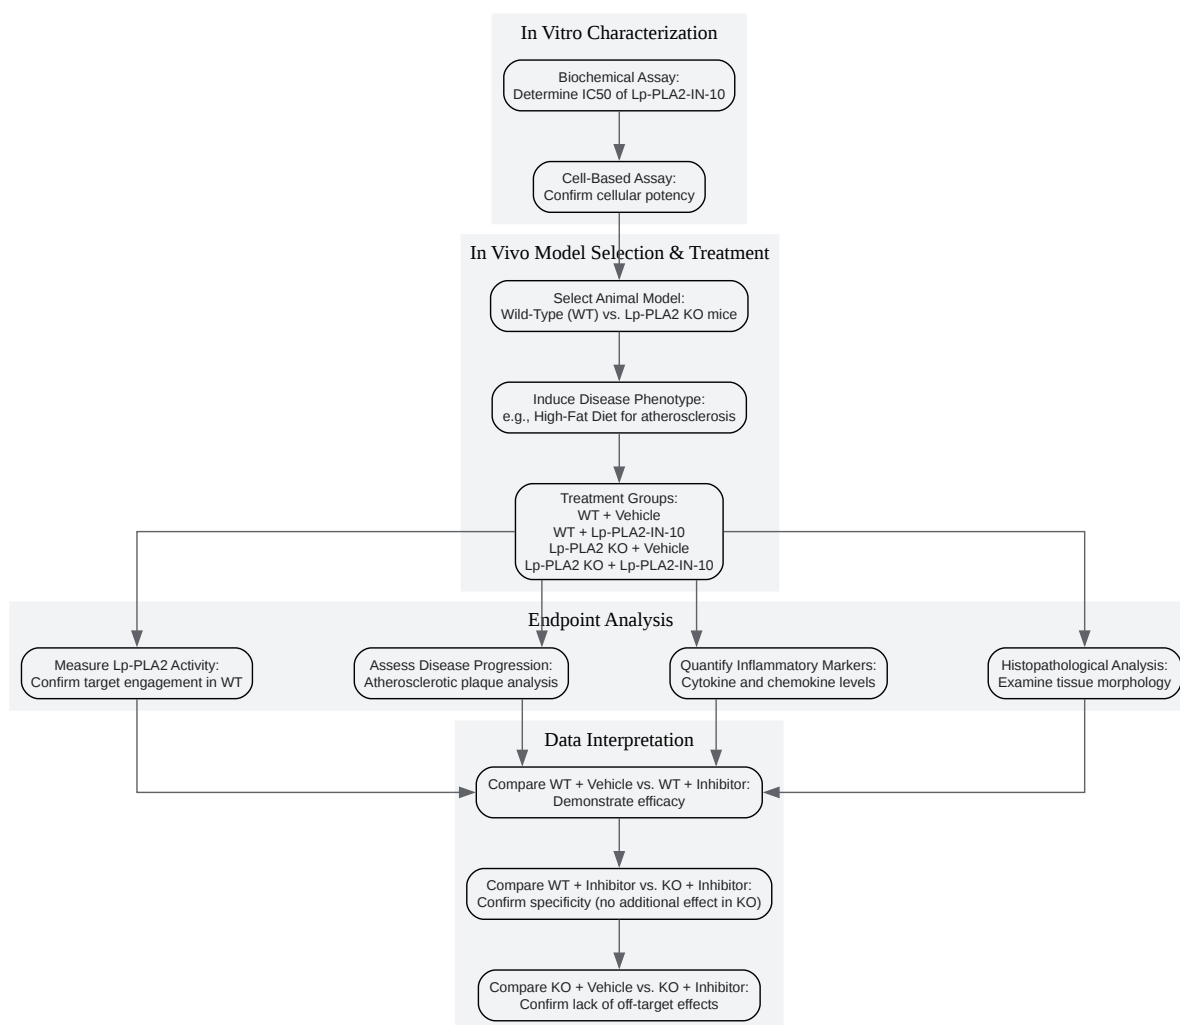 In Vitro Characterization
Biochemical Assay:
Determine IC50 of Lp-PLA2-IN-10
Cell-Based Assay:
Confirm cellular potency
In Vivo Model Selection & Treatment
Select Animal Model:
Wild-Type (WT) vs. Lp-PLA2 KO mice
Induce Disease Phenotype:
e.g., High-Fat Diet for atherosclerosis
Treatment Groups:
WT + Vehicle
WT + Lp-PLA2-IN-10
Lp-PLA2 KO + Vehicle
Lp-PLA2 KO + Lp-PLA2-IN-10
Endpoint Analysis
Measure Lp-PLA2 Activity:
Confirm target engagement in WT
Assess Disease Progression:
Atherosclerotic plaque analysis
Quantify Inflammatory Markers:
Cytokine and chemokine levels
Histopathological Analysis:
Examine tissue morphology
Data Interpretation
Compare WT + Vehicle vs. WT + Inhibitor:
Demonstrate efficacy
Compare WT + Inhibitor vs. KO + Inhibitor:
Confirm specificity (no additional effect in KO)
Compare KO + Vehicle vs. KO + Inhibitor:
Confirm lack of off-target effects